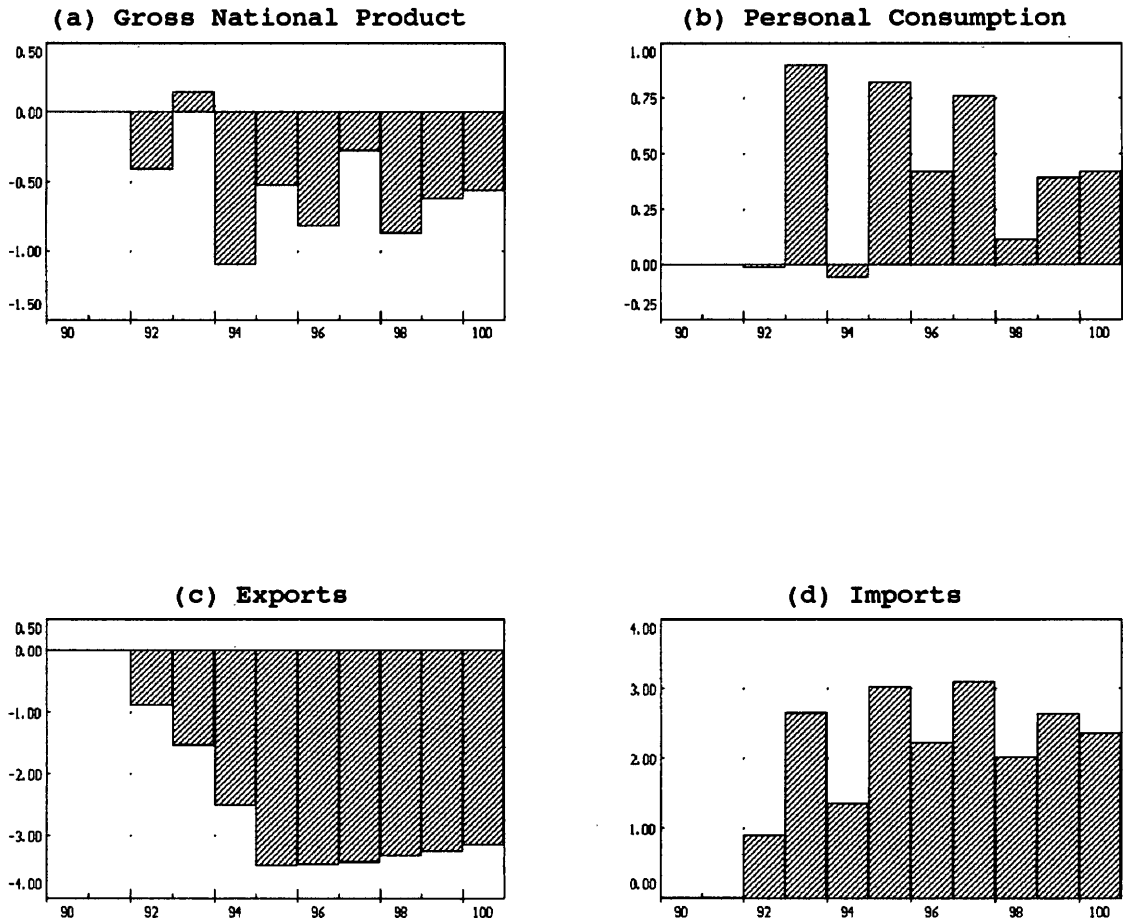 (a) Gross National Product
0.50
0.00
-0.50
-1.00
-1.50
90 92 94 96 98 100
(b) Personal Consumption
1.00
0.75
0.50
0.25
0.00
-0.25
90 92 94 96 98 100
(c) Exports
0.50
0.00
-1.00
-2.00
-3.00
-4.00
90 92 94 96 98 100
(d) Imports
4.00
3.00
2.00
1.00
0.00
90 92 94 96 98 100